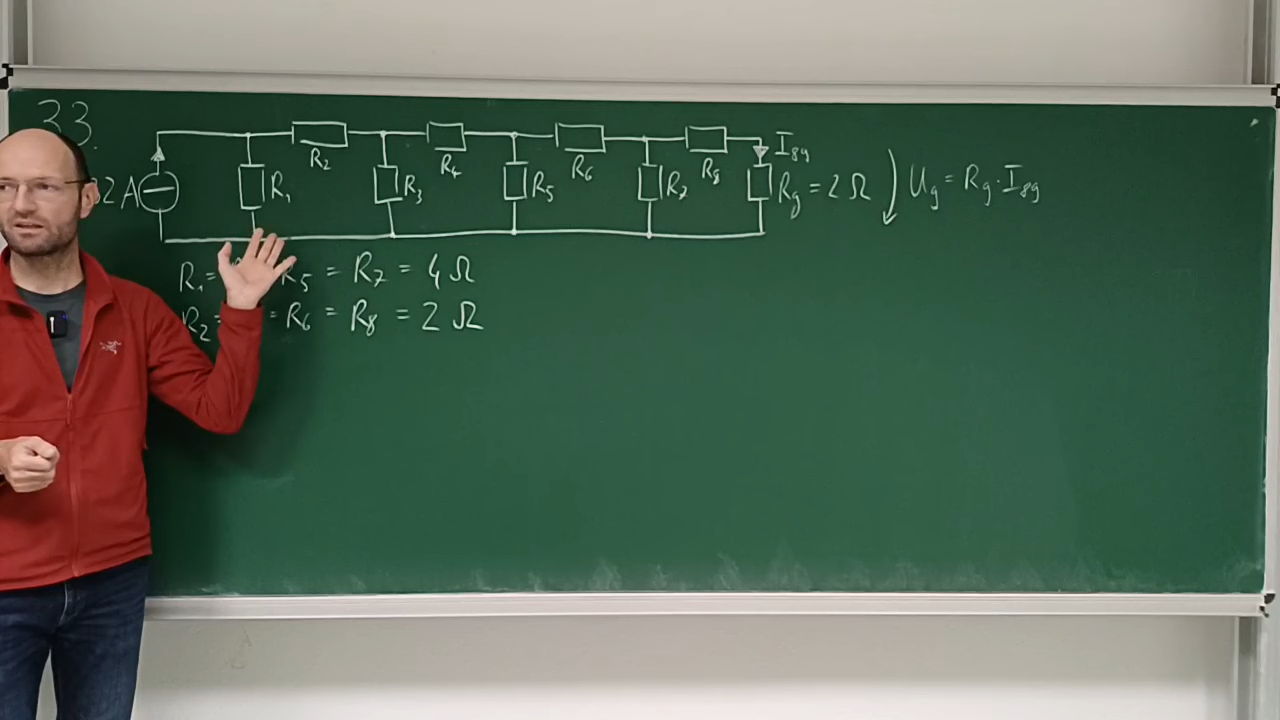 33.
32 A
R1
R2
R3
R4
R5
R6
R7
R8
I89
R9 = 2 Ω
U9 = R9 · I89
R1 = R5 = R7 = 4 Ω
R2 = = R6 = R8 = 2 Ω